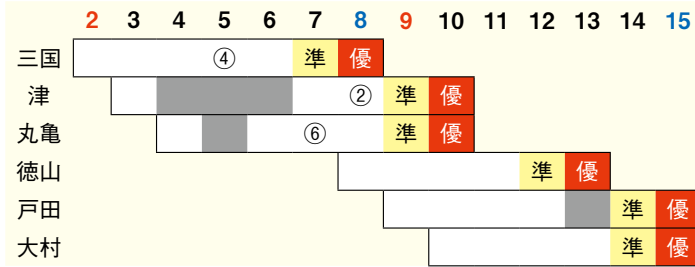 2 3 4 5 6 7 8 9 10 11 12 13 14 15
三国 ④ 準 優
津 ② 準 優
丸亀 ⑥ 準 優
徳山 準 優
戸田 準 優
大村 準 優